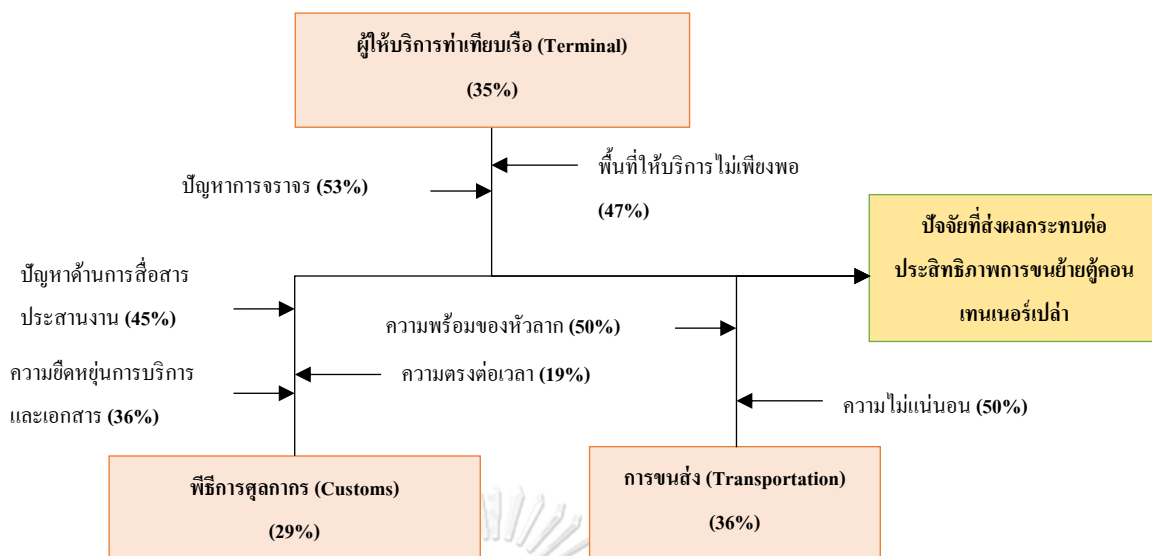 ผู้ให้บริการท่าเทียบเรือ (Terminal)
(35%)
พื้นที่ให้บริการไม่เพียงพอ
(47%)
ปัญหาการจราจร (53%)
ปัจจัยที่ส่งผลกระทบต่อ
ประสิทธิภาพการขนย้ายตู้คอน
เทนเนอร์เปล่า
ปัญหาด้านการสื่อสาร
ประสานงาน (45%)
ความพร้อมของหัวลาก (50%)
ความยืดหยุ่นการบริการ
และเอกสาร (36%)
ความตรงต่อเวลา (19%)
ความไม่แน่นอน (50%)
พิธีการศุลกากร (Customs)
(29%)
การขนส่ง (Transportation)
(36%)